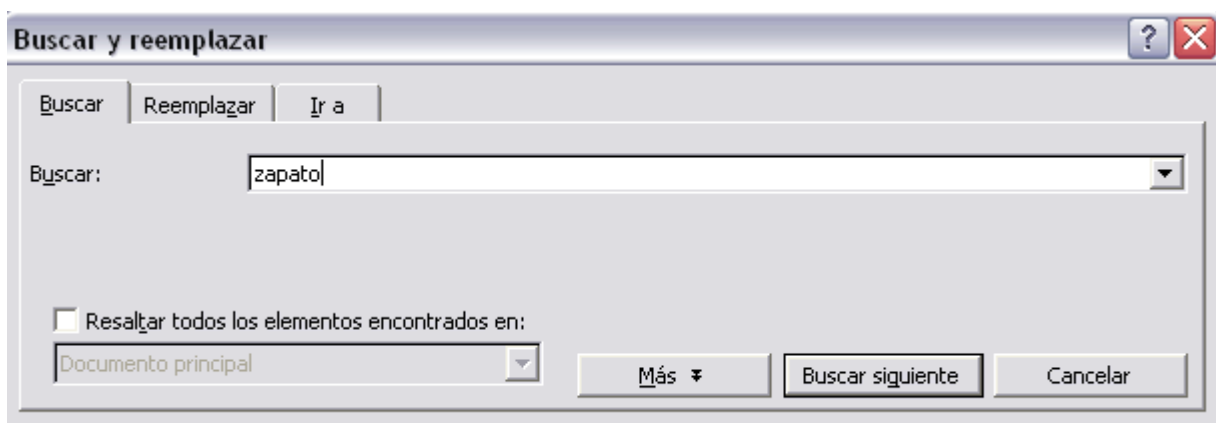 Buscar y reemplazar
Buscar Reemplazar Ir a
Buscar: zapato
Resaltar todos los elementos encontrados en:
Documento principal
Más Buscar siguiente Cancelar